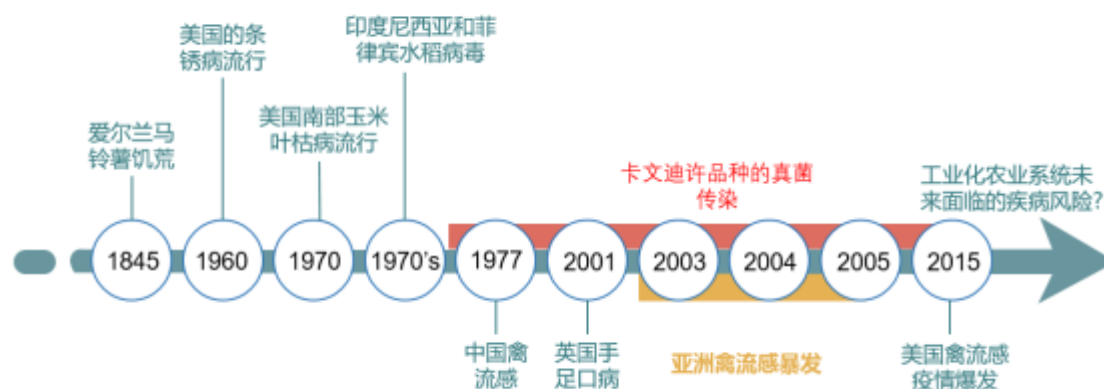 美国的条
锈病流行
印度尼西亚和菲
律宾水稻病毒
爱尔兰马
铃薯饥荒
美国南部玉米
叶枯病流行
卡文迪许品种的真菌
传染
工业化农业系统未
来面临的疾病风险?
1845
1960
1970
1970's
1977
2001
2003
2004
2005
2015
中国禽
流感
英国手
足口病
亚洲禽流感暴发
美国禽流感
疫情爆发